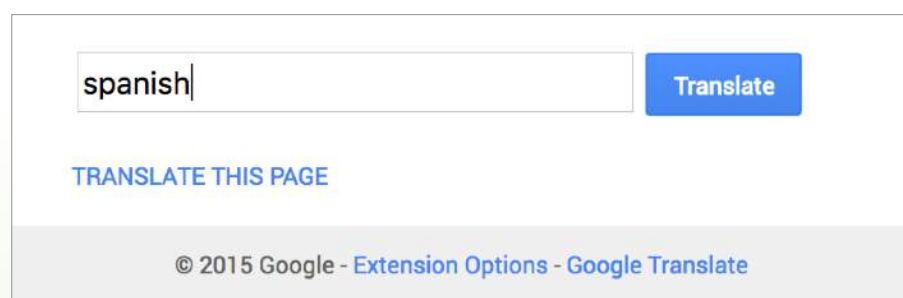 spanish
Translate
TRANSLATE THIS PAGE
© 2015 Google - Extension Options - Google Translate